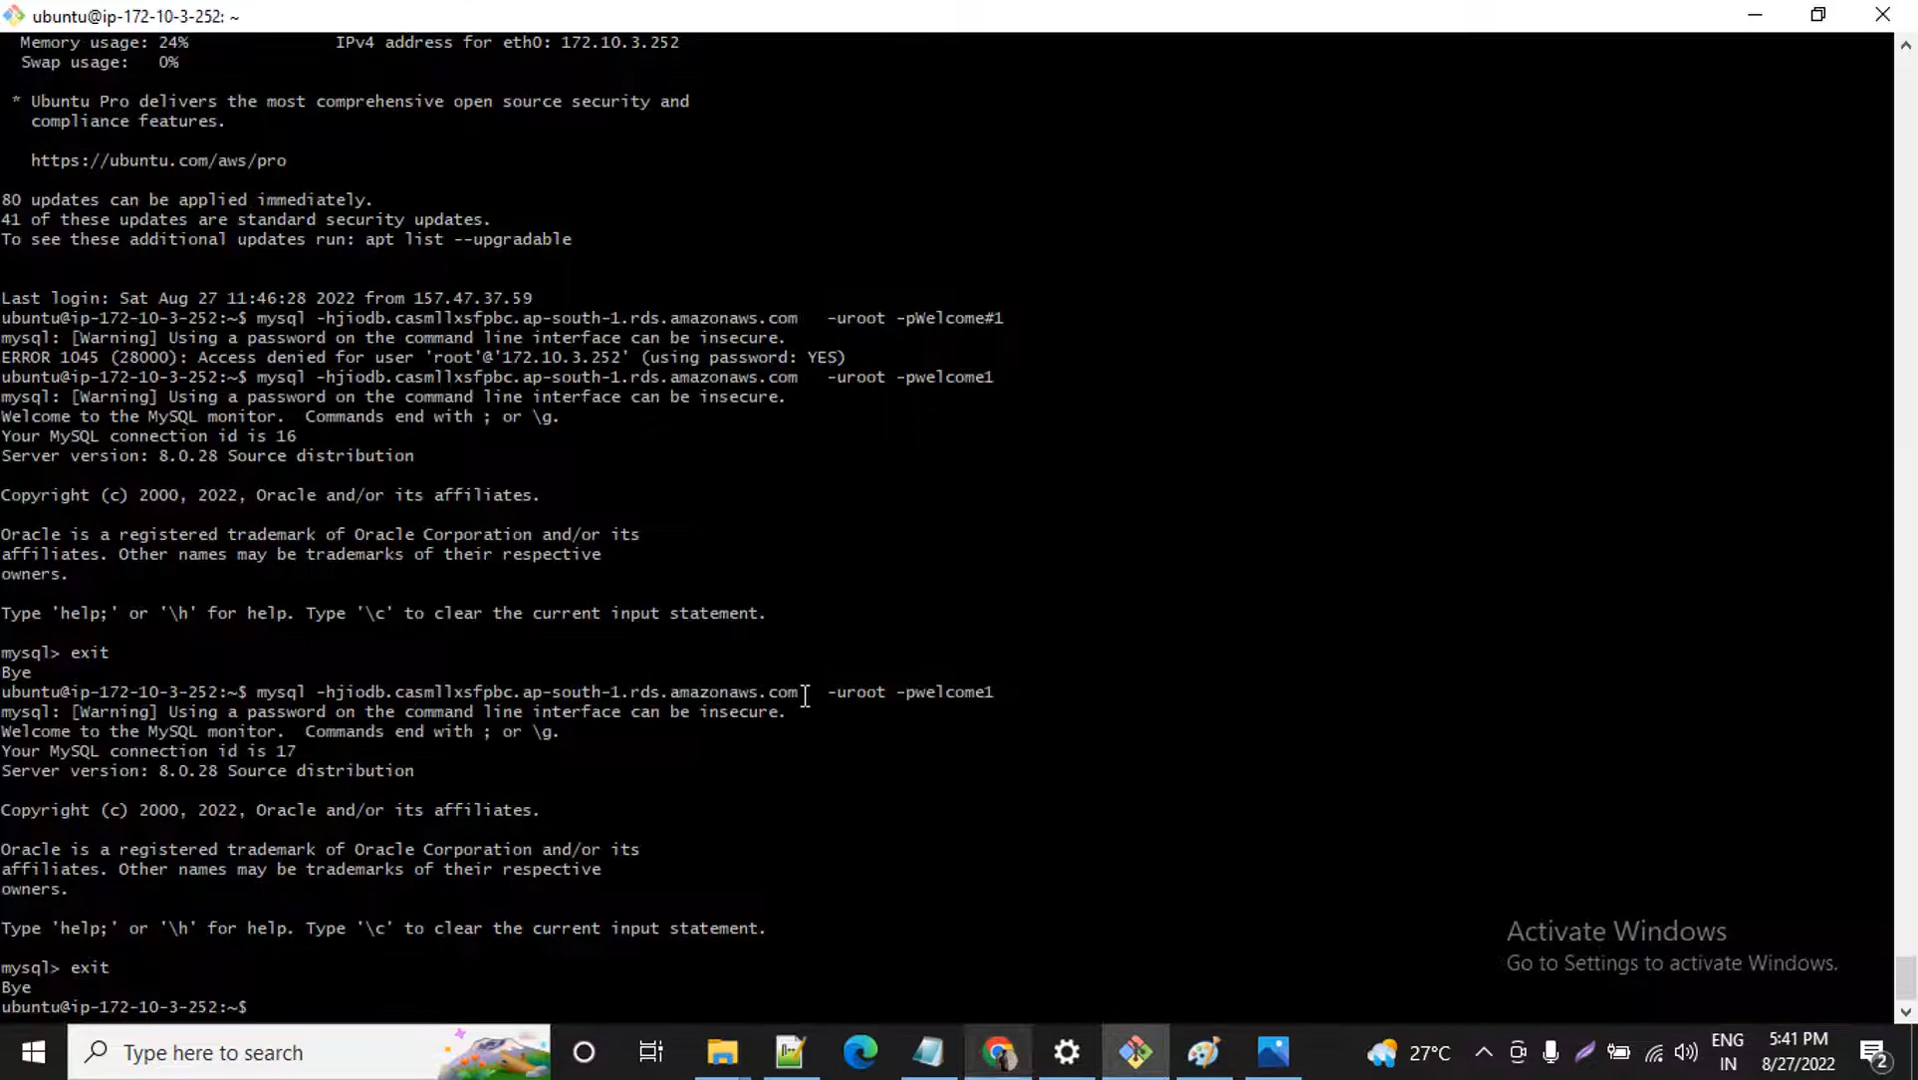 ubuntu@ip-172-10-3-252: ~
Memory usage: 24%                IPv4 address for eth0: 172.10.3.252
Swap usage:   0%
* Ubuntu Pro delivers the most comprehensive open source security and
compliance features.
https://ubuntu.com/aws/pro
80 updates can be applied immediately.
41 of these updates are standard security updates.
To see these additional updates run: apt list --upgradable
Last login: Sat Aug 27 11:46:28 2022 from 157.47.37.59
ubuntu@ip-172-10-3-252:~$ mysql -hjiodb.casmllxsfpbc.ap-south-1.rds.amazonaws.com   -uroot -pWelcome#1
mysql: [Warning] Using a password on the command line interface can be insecure.
ERROR 1045 (28000): Access denied for user 'root'@'172.10.3.252' (using password: YES)
ubuntu@ip-172-10-3-252:~$ mysql -hjiodb.casmllxsfpbc.ap-south-1.rds.amazonaws.com   -uroot -pwelcome1
mysql: [Warning] Using a password on the command line interface can be insecure.
Welcome to the MySQL monitor.  Commands end with ; or \g.
Your MySQL connection id is 16
Server version: 8.0.28 Source distribution
Copyright (c) 2000, 2022, Oracle and/or its affiliates.
Oracle is a registered trademark of Oracle Corporation and/or its
affiliates. Other names may be trademarks of their respective
owners.
Type 'help;' or '\h' for help. Type '\c' to clear the current input statement.
mysql> exit
Bye
ubuntu@ip-172-10-3-252:~$ mysql -hjiodb.casmllxsfpbc.ap-south-1.rds.amazonaws.com   -uroot -pwelcome1
mysql: [Warning] Using a password on the command line interface can be insecure.
Welcome to the MySQL monitor.  Commands end with ; or \g.
Your MySQL connection id is 17
Server version: 8.0.28 Source distribution
Copyright (c) 2000, 2022, Oracle and/or its affiliates.
Oracle is a registered trademark of Oracle Corporation and/or its
affiliates. Other names may be trademarks of their respective
owners.
Type 'help;' or '\h' for help. Type '\c' to clear the current input statement.
mysql> exit
Bye
ubuntu@ip-172-10-3-252:~$
Activate Windows
Go to Settings to activate Windows.
Type here to search
27°C
ENG
IN
5:41 PM
8/27/2022
2